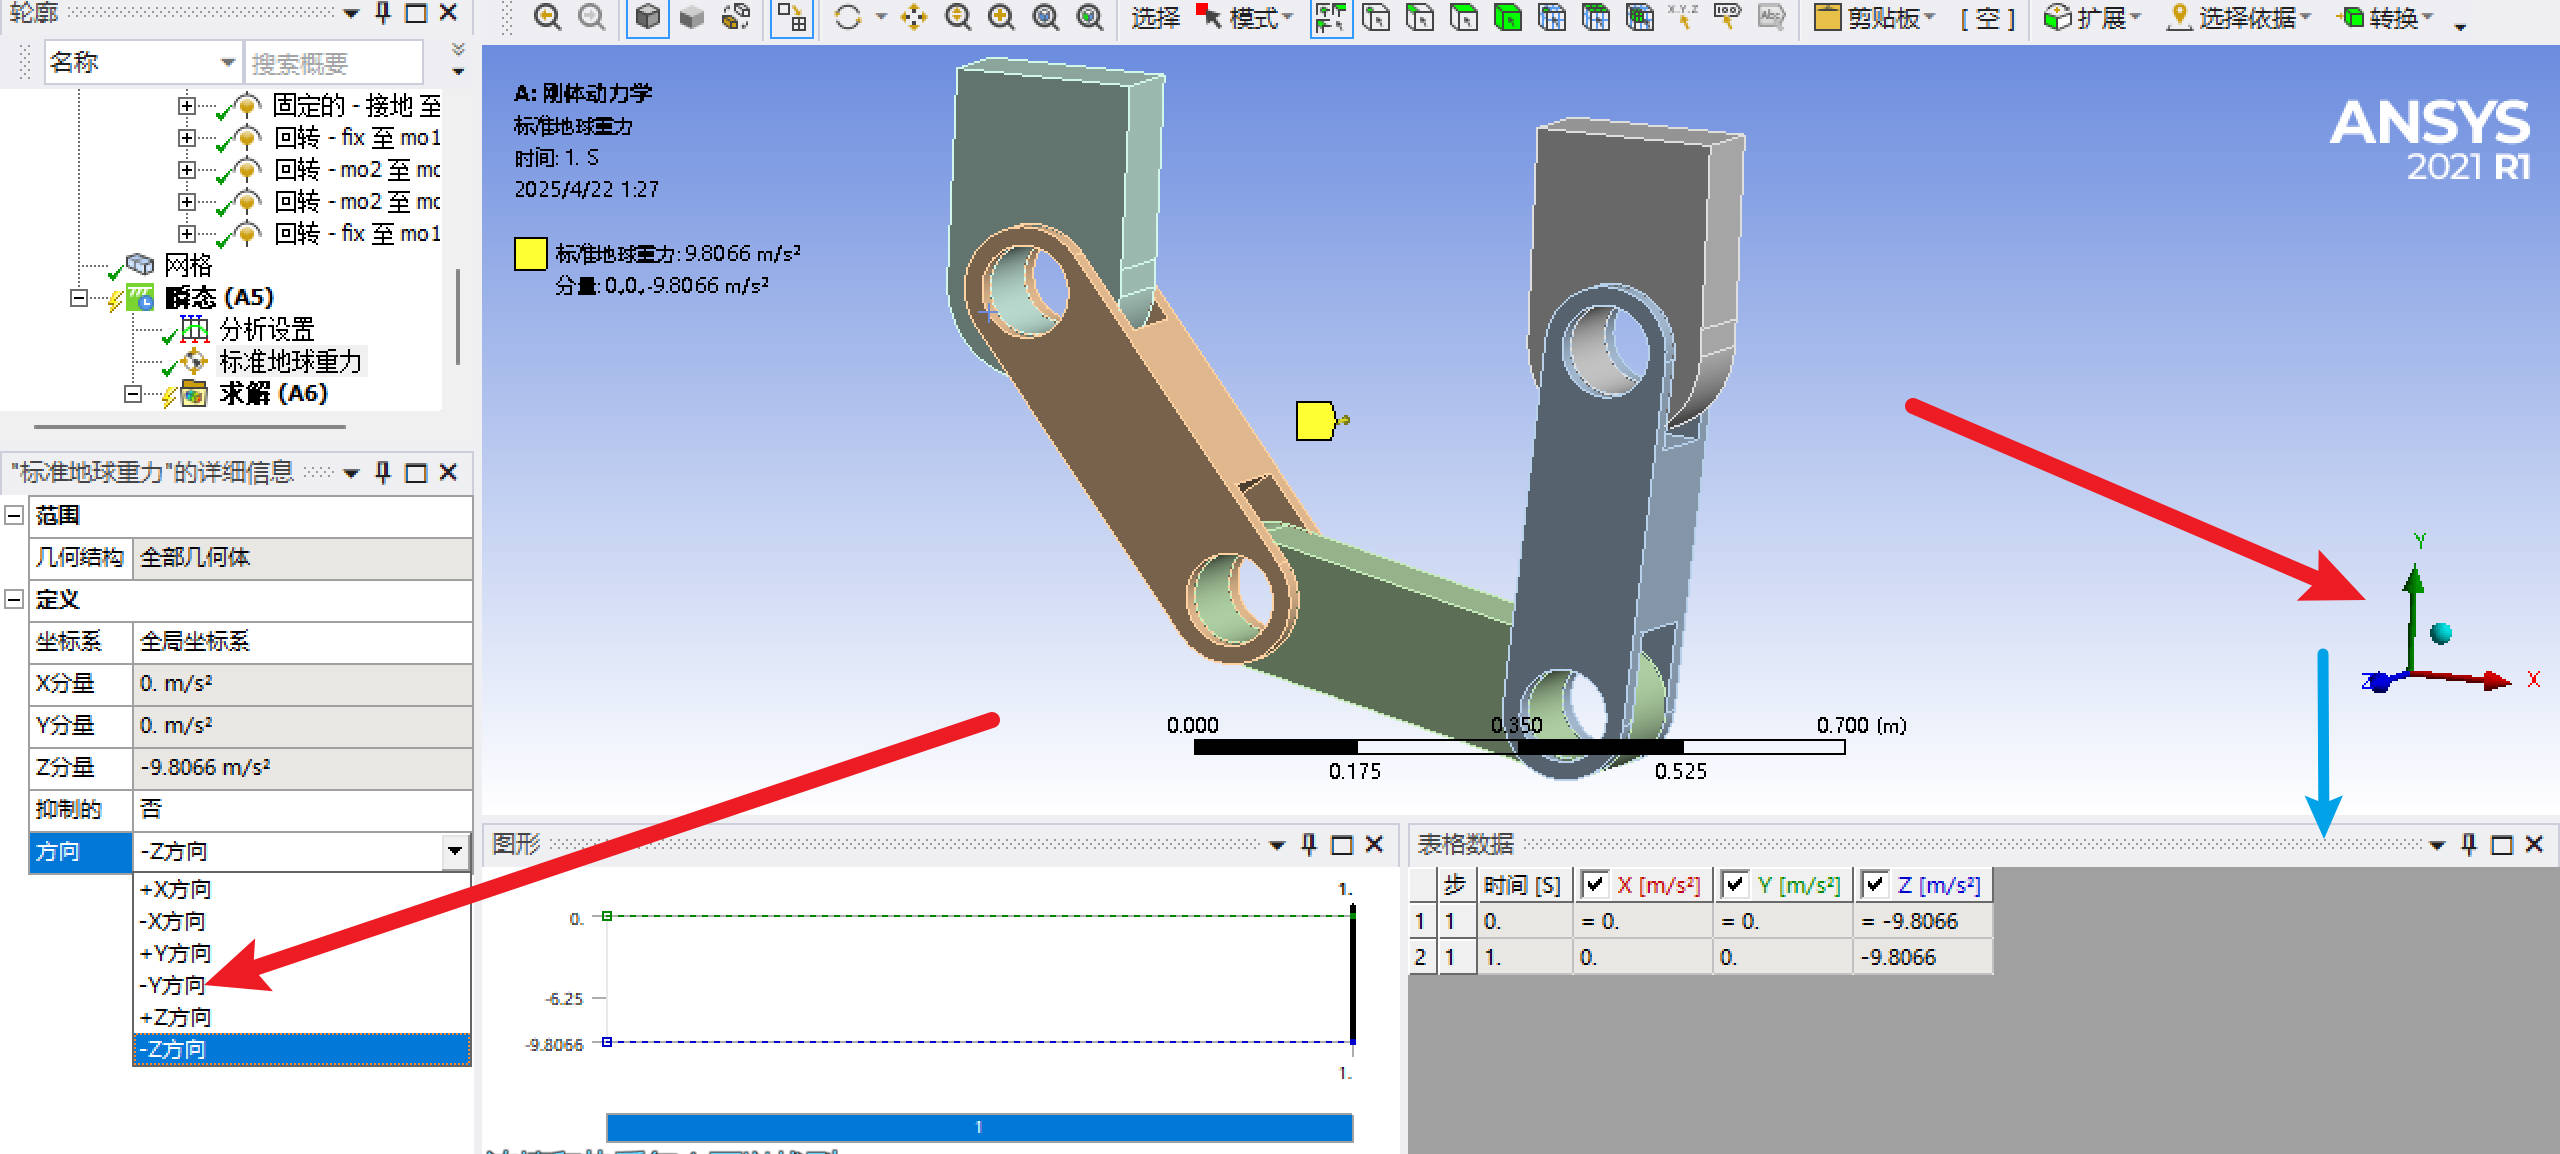 轮廓
名称 搜索概要
固定的 - 接地 至
回转 - fix 至 mo1
回转 - mo2 至 mo
回转 - mo2 至 mo
回转 - fix 至 mo1
网格
瞬态 (A5)
分析设置
标准地球重力
求解 (A6)
"标准地球重力"的详细信息
范围
几何结构 全部几何体
定义
坐标系 全局坐标系
X分量 0. m/s²
Y分量 0. m/s²
Z分量 -9.8066 m/s²
抑制的 否
方向 -Z方向
+X方向
-X方向
+Y方向
-Y方向
+Z方向
-Z方向
选择 模式 X.Y.Z Abc 剪贴板 [ 空 ] 扩展 选择依据 转换
A: 刚体动力学
标准地球重力
时间: 1. S
2025/4/22 1:27
标准地球重力: 9.8066 m/s²
分量: 0.,0.,-9.8066 m/s²
ANSYS
2021 R1
Y
Z X
0.000 0.350 0.700 (m)
0.175 0.525
图形
1.
0.
-6.25
-9.8066
1.
1
表格数据
步 时间 [S] X [m/s²] Y [m/s²] Z [m/s²]
1 1 0. = 0. = 0. = -9.8066
2 1 1. 0. 0. -9.8066